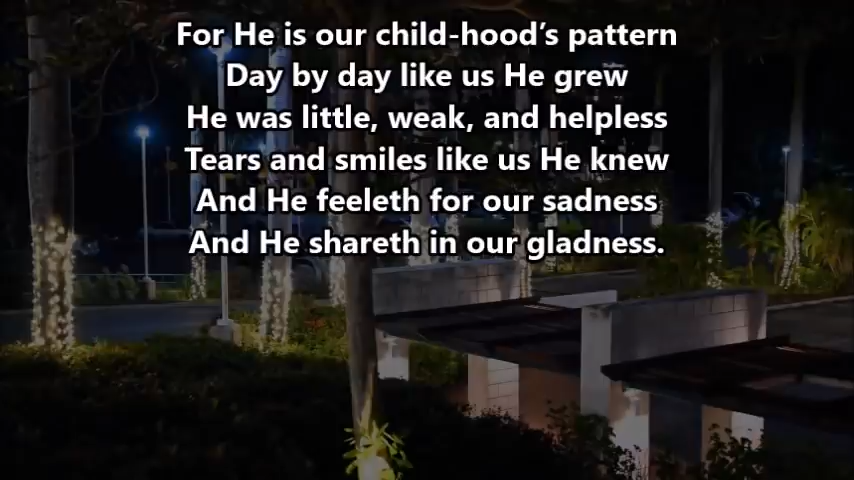 For He is our child-hood’s pattern
Day by day like us He grew
He was little, weak, and helpless
Tears and smiles like us He knew
And He feeleth for our sadness
And He shareth in our gladness.